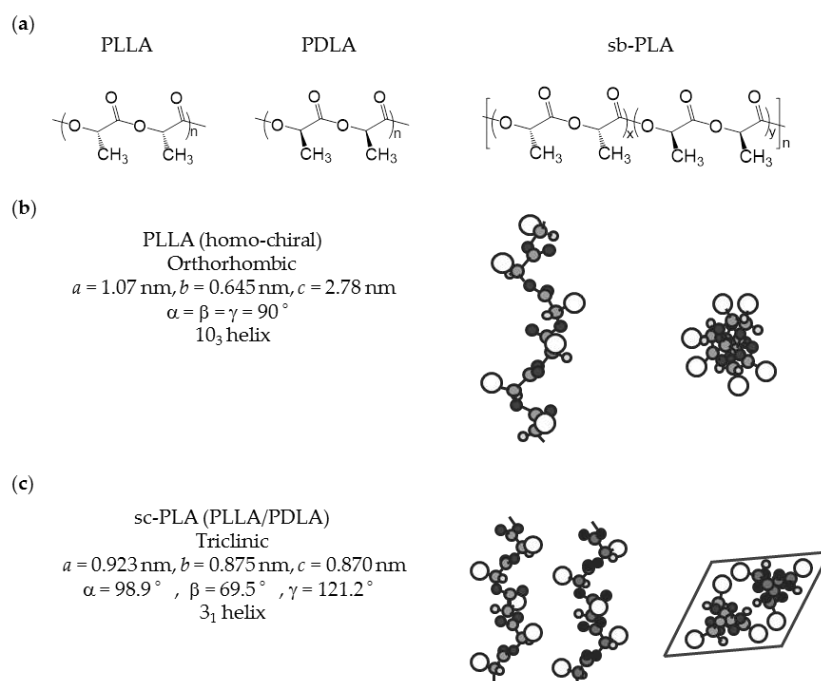 (a)
PLLA PDLA sb-PLA
O O O O O O O O O O O O O O O O
n n x y n
CH3 CH3 CH3 CH3 CH3 CH3 CH3 CH3
(b)
PLLA (homo-chiral)
Orthorhombic
a = 1.07 nm, b = 0.645 nm, c = 2.78 nm
α = β = γ = 90°
10₃ helix
(c)
sc-PLA (PLLA/PDLA)
Triclinic
a = 0.923 nm, b = 0.875 nm, c = 0.870 nm
α = 98.9° , β = 69.5° , γ = 121.2°
3₁ helix